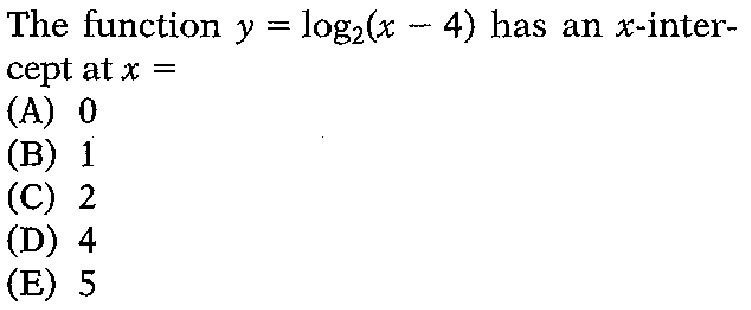 The function y = log₂(x − 4) has an x-inter-
cept at x =
(A) 0
(B) 1
(C) 2
(D) 4
(E) 5